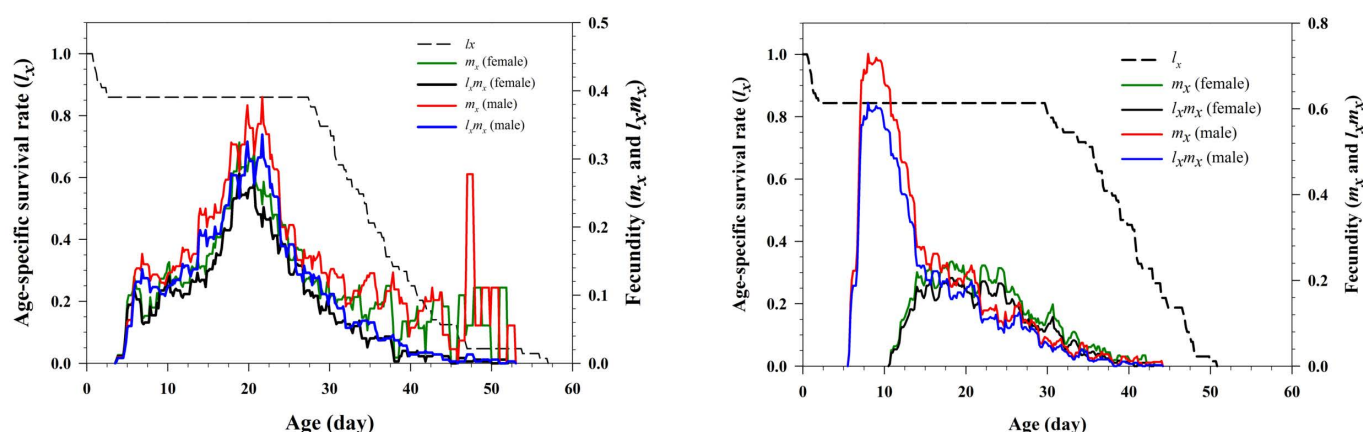 Age-specific survival rate (lx)
1.0
0.8
0.6
0.4
0.2
0.0
0
10
20
30
40
50
60
Age (day)
0.5
0.4
0.3
0.2
0.1
0.0
Fecundity (mx and lxmx)
lx
mx (female)
lxmx (female)
mx (male)
lxmx (male)
Age-specific survival rate (lx)
1.0
0.8
0.6
0.4
0.2
0.0
0
10
20
30
40
50
60
Age (day)
0.8
0.6
0.4
0.2
0.0
Fecundity (mx and lxmx)
lx
mx (female)
lxmx (female)
mx (male)
lxmx (male)